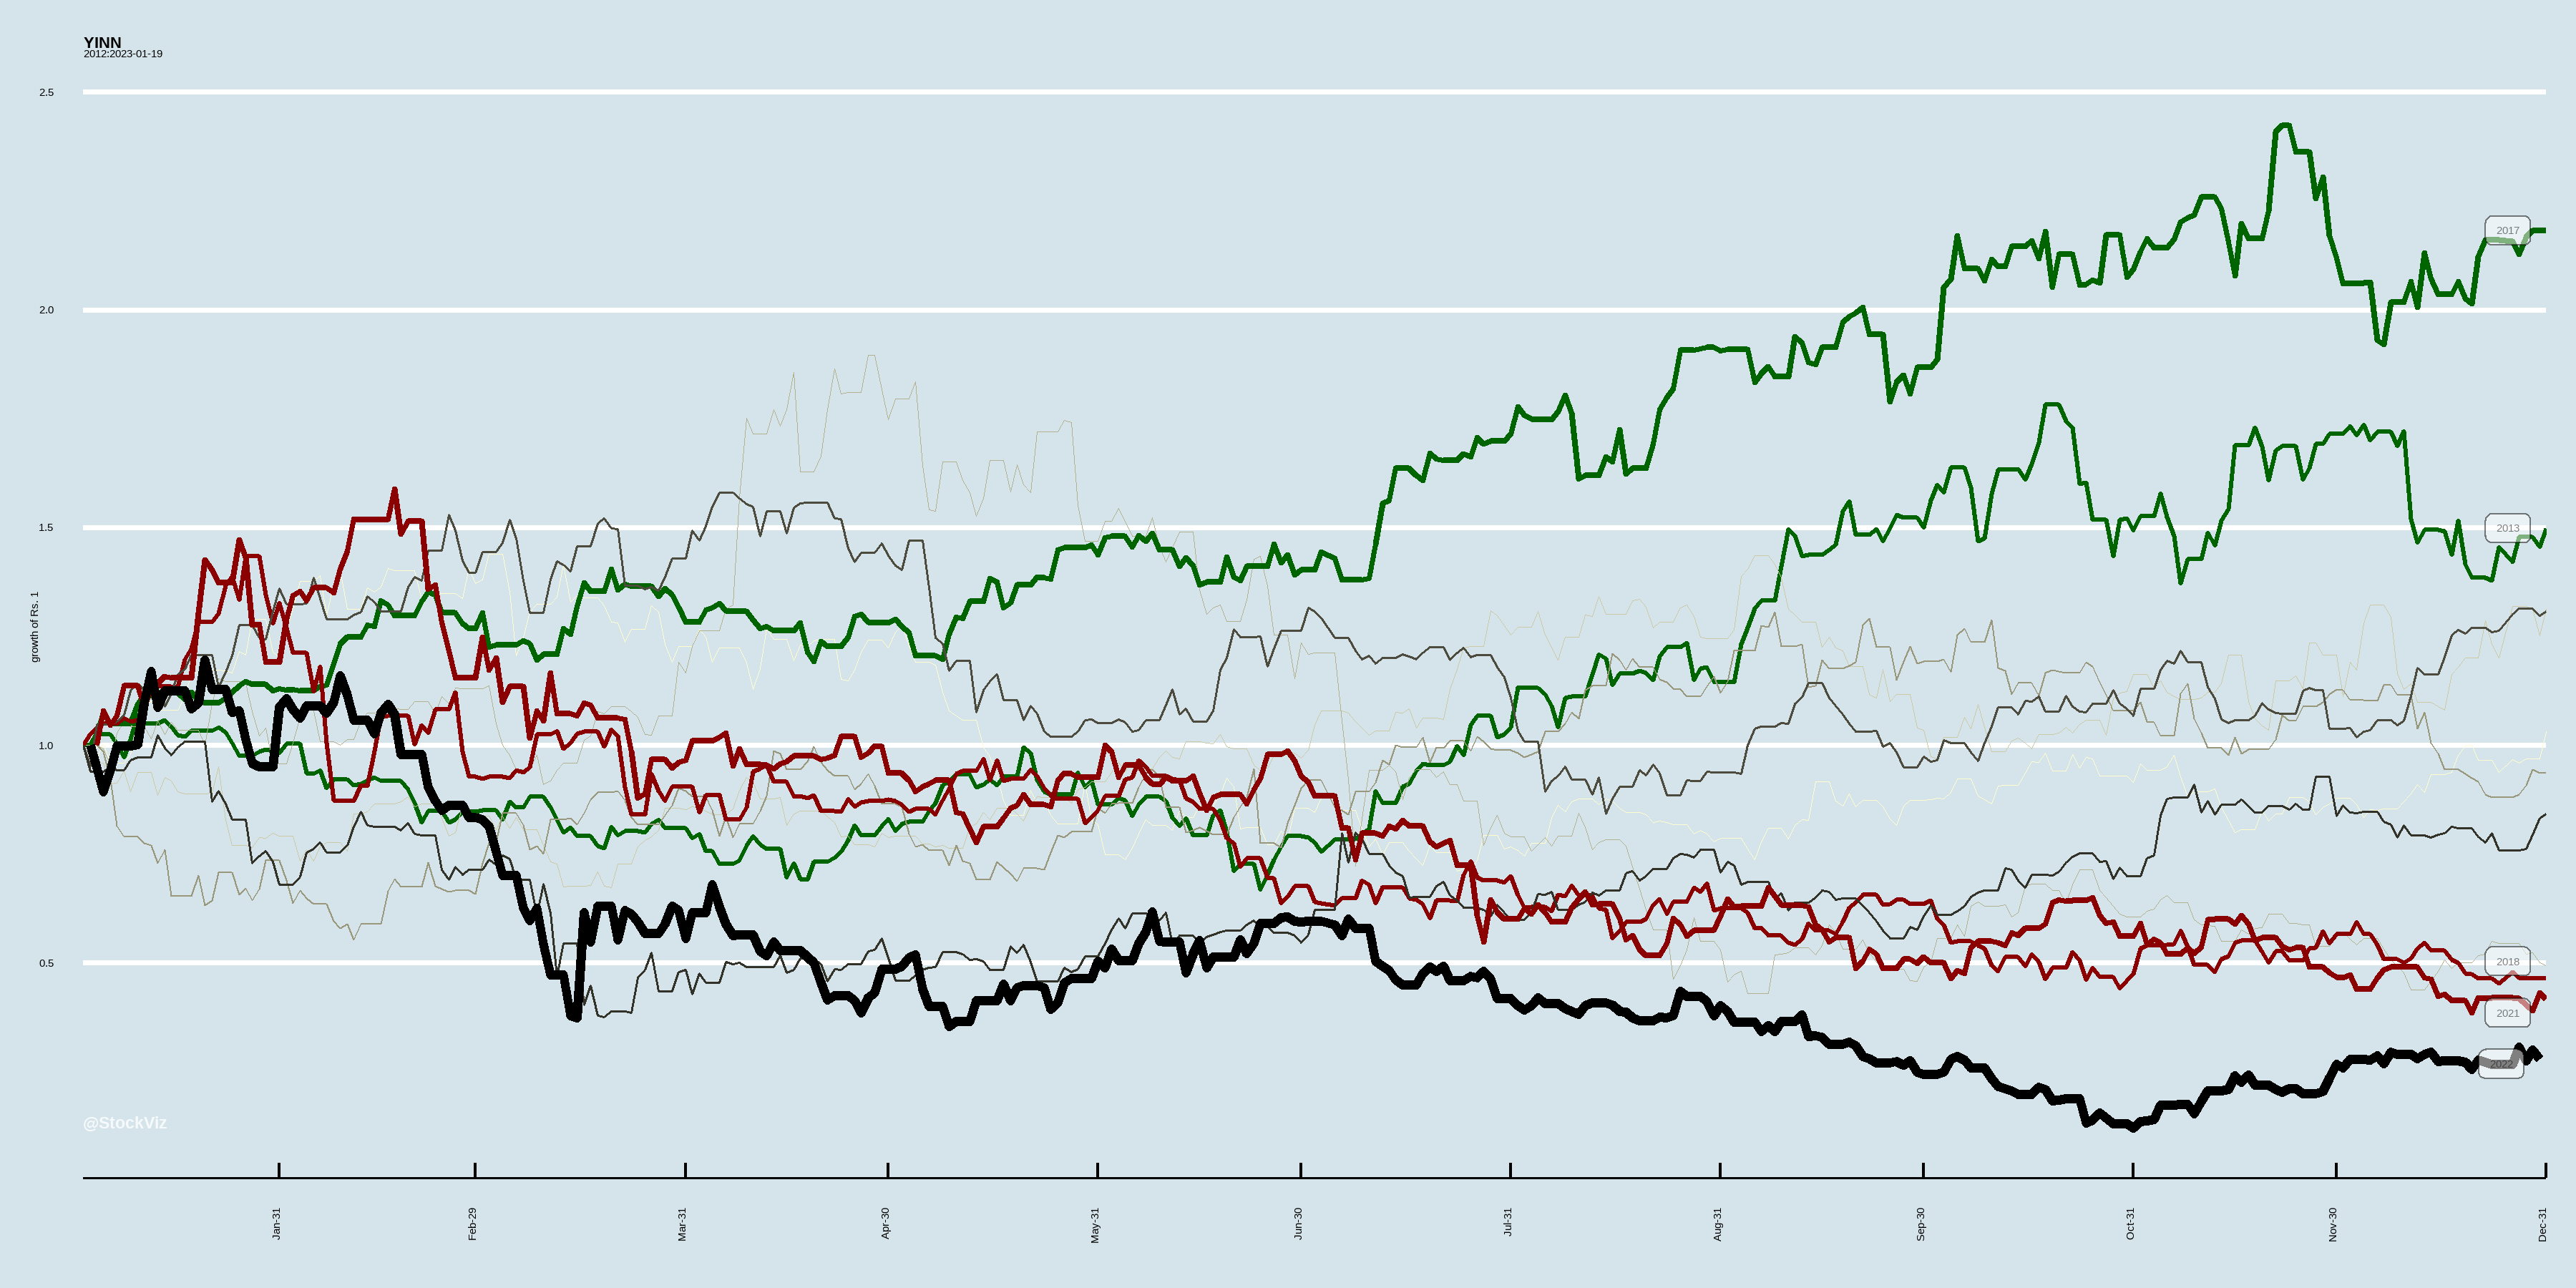 YINN
2012:2023-01-19
2.5
2.0
1.5
1.0
0.5
growth of Rs. 1
2017
2013
2018
2021
2022
@StockViz
Jan-31
Feb-29
Mar-31
Apr-30
May-31
Jun-30
Jul-31
Aug-31
Sep-30
Oct-31
Nov-30
Dec-31